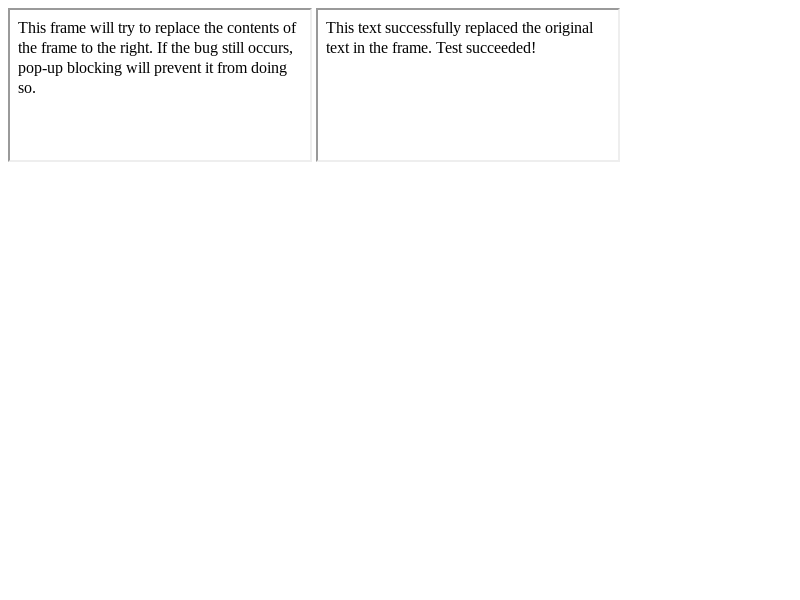 This frame will try to replace the contents of
the frame to the right. If the bug still occurs,
pop-up blocking will prevent it from doing
so.
This text successfully replaced the original
text in the frame. Test succeeded!